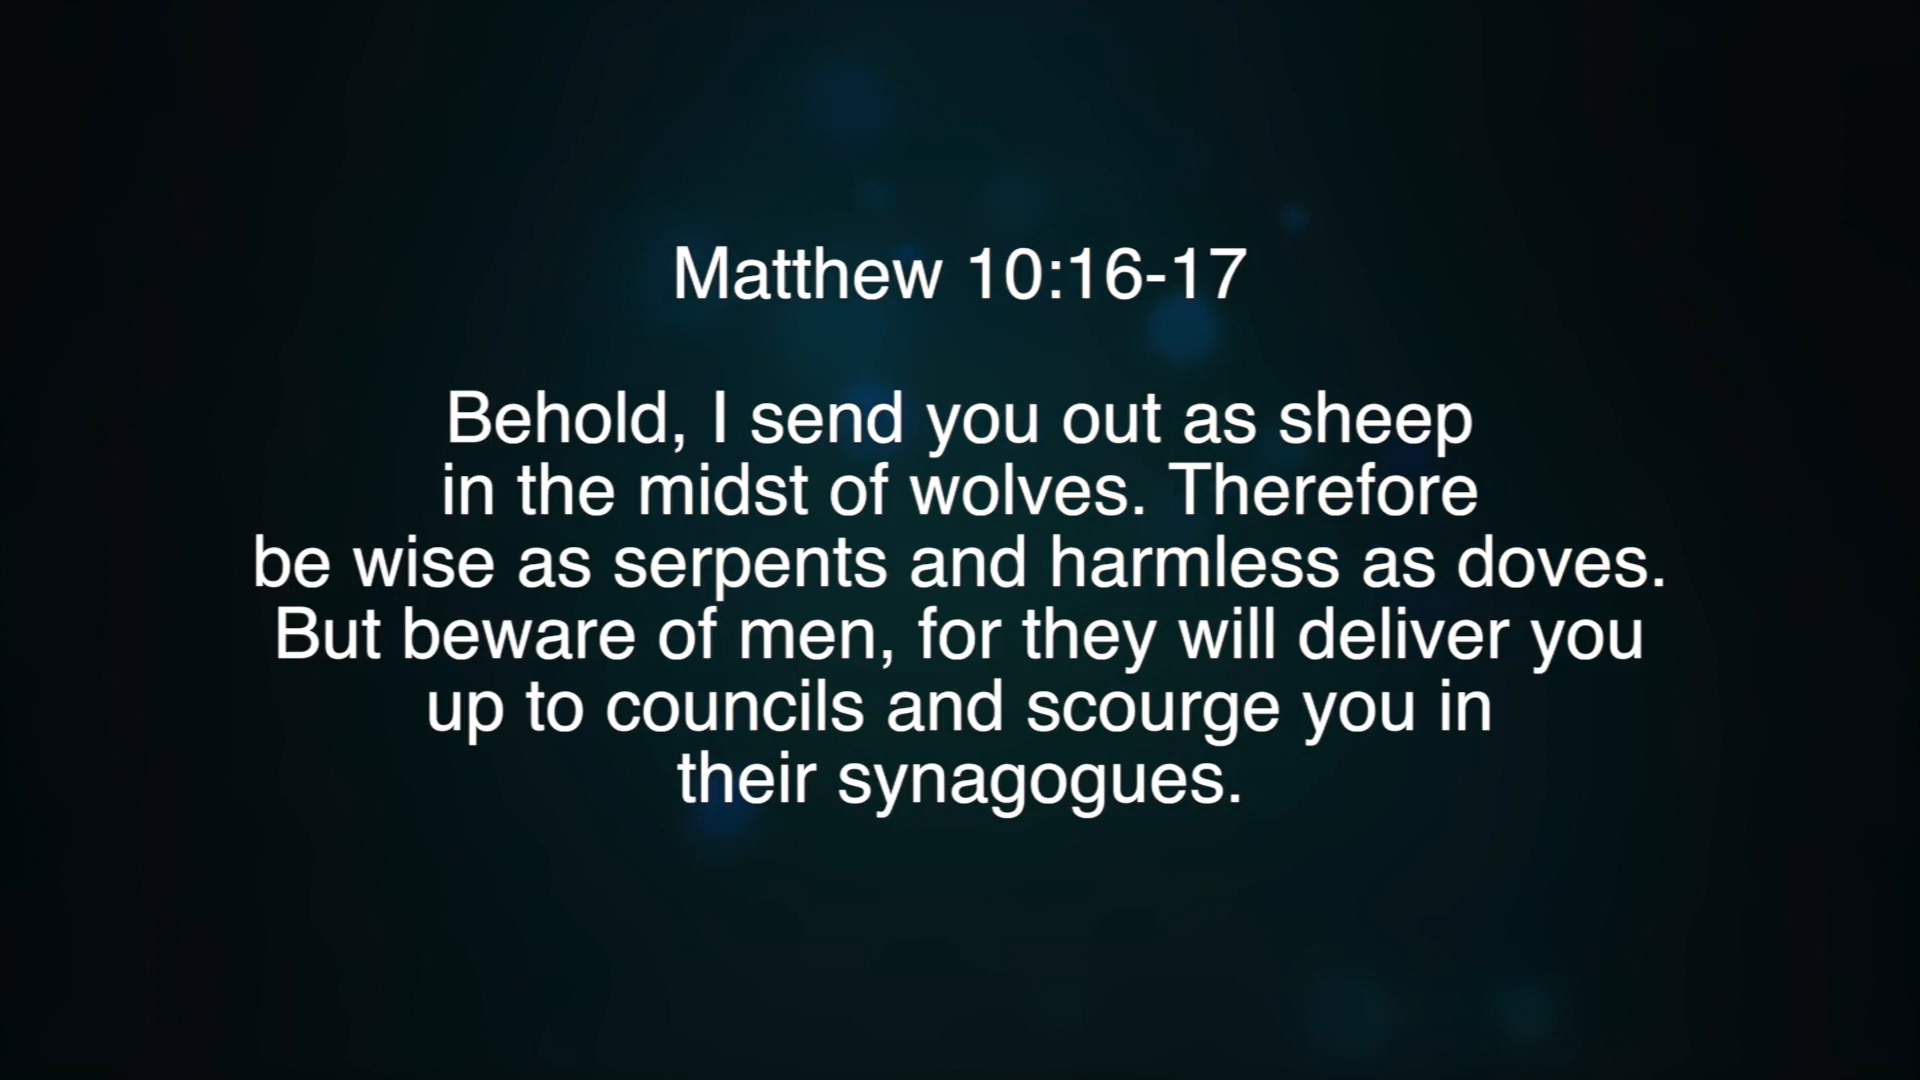 Matthew 10:16-17
Behold, I send you out as sheep
in the midst of wolves. Therefore
be wise as serpents and harmless as doves.
But beware of men, for they will deliver you
up to councils and scourge you in
their synagogues.